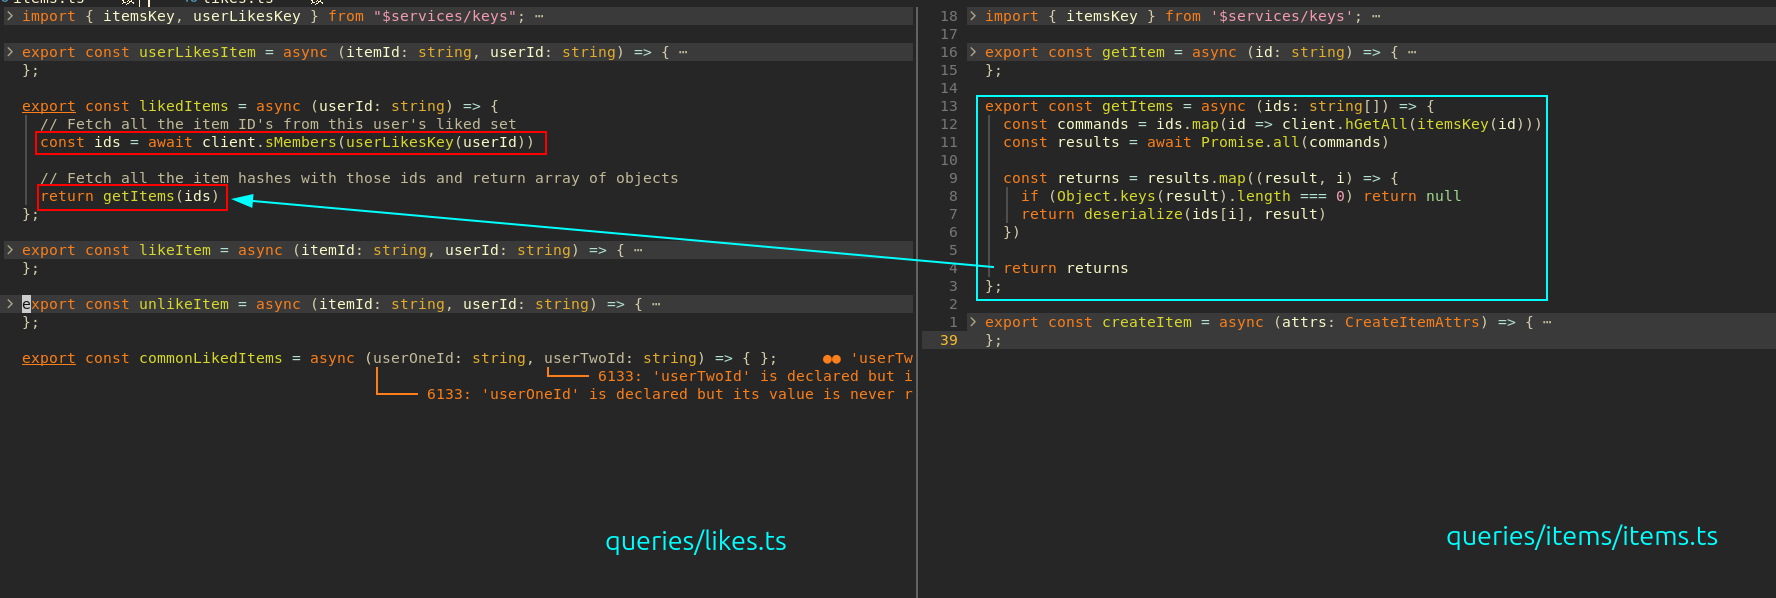 import { itemsKey, userLikesKey } from "$services/keys"; ⋯
export const userLikesItem = async (itemId: string, userId: string) => { ⋯
};
export const likedItems = async (userId: string) => {
// Fetch all the item ID's from this user's liked set
const ids = await client.sMembers(userLikesKey(userId))
// Fetch all the item hashes with those ids and return array of objects
return getItems(ids)
};
export const likeItem = async (itemId: string, userId: string) => { ⋯
};
export const unlikeItem = async (itemId: string, userId: string) => { ⋯
};
export const commonLikedItems = async (userOneId: string, userTwoId: string) => { }; ●● 'userTw
6133: 'userTwoId' is declared but i
6133: 'userOneId' is declared but its value is never r
queries/likes.ts
18 import { itemsKey } from '$services/keys'; ⋯
17
16 export const getItem = async (id: string) => { ⋯
15 };
14
13 export const getItems = async (ids: string[]) => {
12 const commands = ids.map(id => client.hGetAll(itemsKey(id)))
11 const results = await Promise.all(commands)
10
9 const returns = results.map((result, i) => {
8 if (Object.keys(result).length === 0) return null
7 return deserialize(ids[i], result)
6 })
5
4 return returns
3 };
2
1 export const createItem = async (attrs: CreateItemAttrs) => { ⋯
39 };
queries/items/items.ts